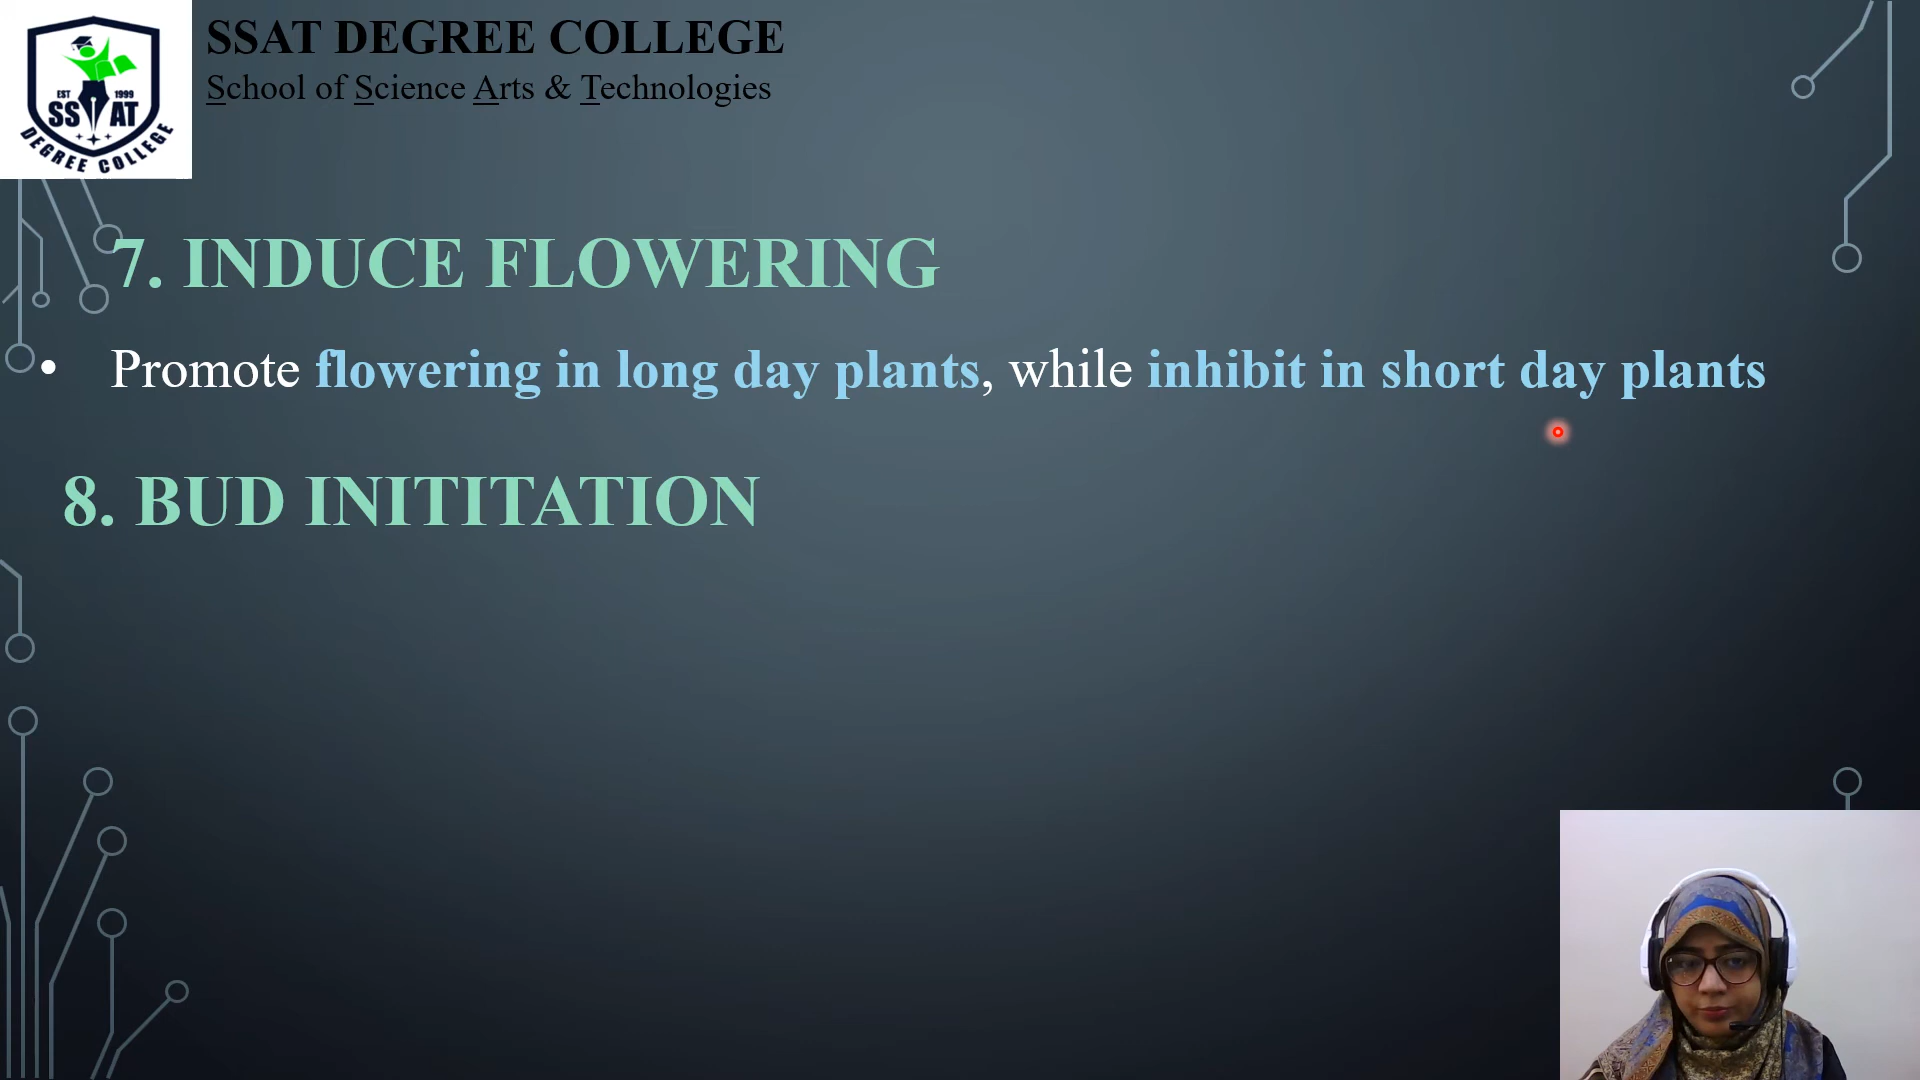 EST 1999
SS AT
DEGREE COLLEGE
SSAT DEGREE COLLEGE
School of Science Arts & Technologies
7. INDUCE FLOWERING
• Promote flowering in long day plants, while inhibit in short day plants
8. BUD INITITATION